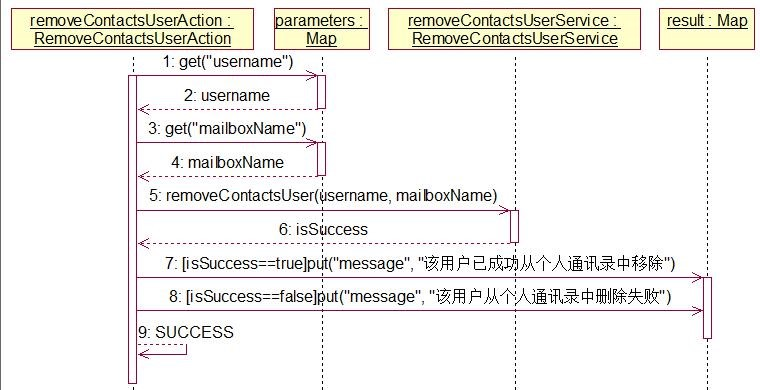 removeContactsUserAction :
RemoveContactsUserAction
parameters :
Map
removeContactsUserService :
RemoveContactsUserService
result : Map
1: get("username")
2: username
3: get("mailboxName")
4: mailboxName
5: removeContactsUser(username, mailboxName)
6: isSuccess
7: [isSuccess==true]put("message", "该用户已成功从个人通讯录中移除")
8: [isSuccess==false]put("message", "该用户从个人通讯录中删除失败")
9: SUCCESS